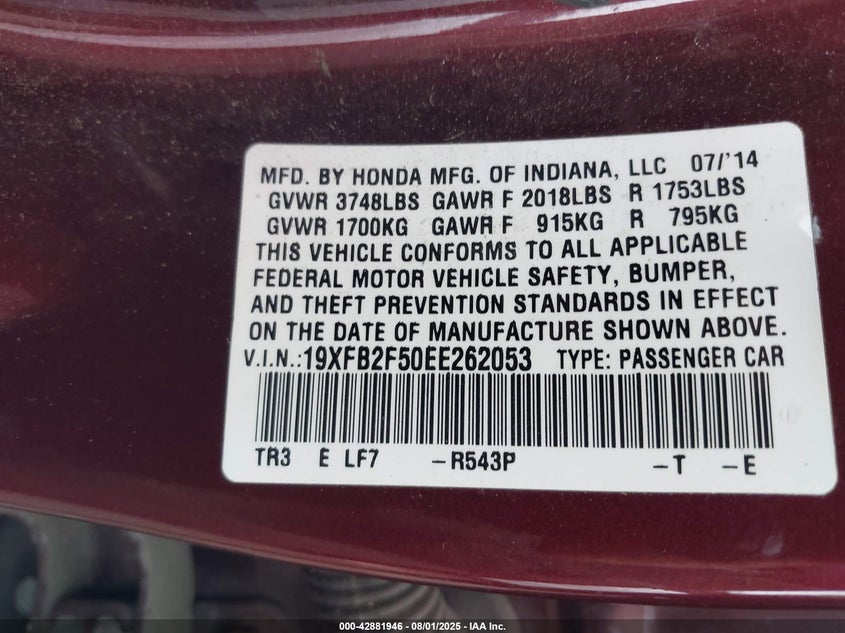 MFD. BY HONDA MFG. OF INDIANA, LLC 07/'14
GVWR 3748LBS GAWR F 2018LBS R 1753LBS
GVWR 1700KG GAWR F 915KG R 795KG
THIS VEHICLE CONFORMS TO ALL APPLICABLE
FEDERAL MOTOR VEHICLE SAFETY, BUMPER,
AND THEFT PREVENTION STANDARDS IN EFFECT
ON THE DATE OF MANUFACTURE SHOWN ABOVE.
V.I.N.:19XFB2F50EE262053 TYPE: PASSENGER CAR
TR3 E LF7 -R543P -T -E
000-42881946 - 08/01/2025 - IAA Inc.